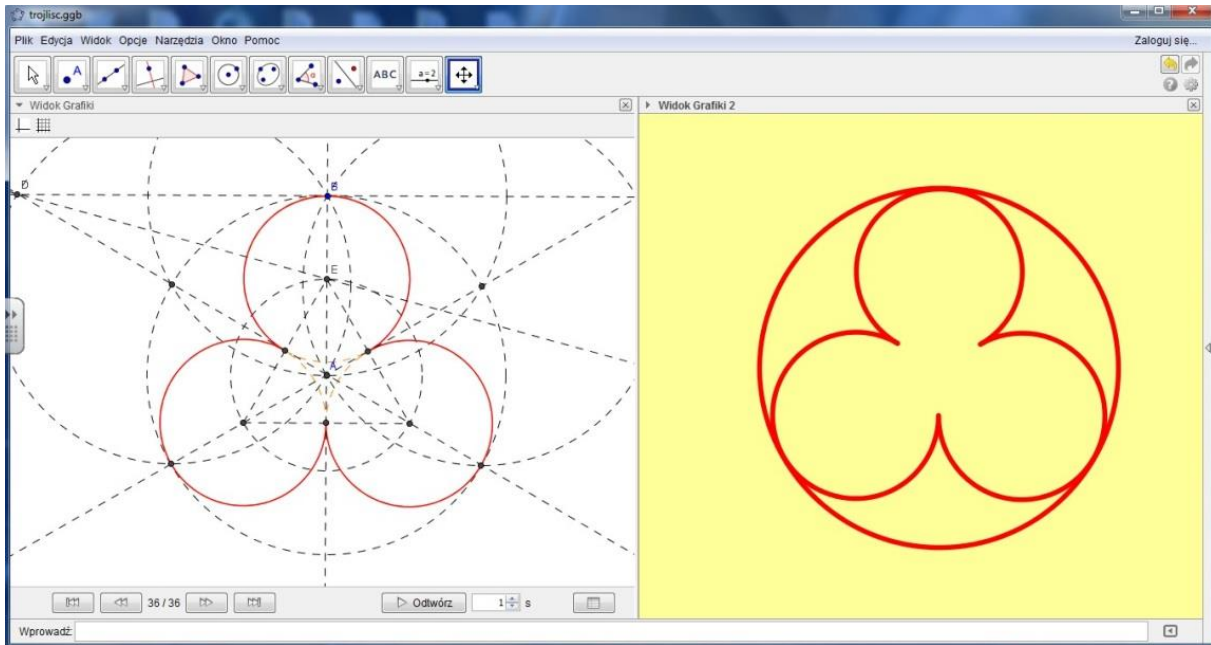 trojlisc.ggb
Plik Edycja Widok Opcje Narzędzia Okno Pomoc
Zaloguj się...
ABC
a=2
Widok Grafiki
Widok Grafiki 2
D
B
E
A
36 / 36
Odtwórz
1
s
Wprowadź: